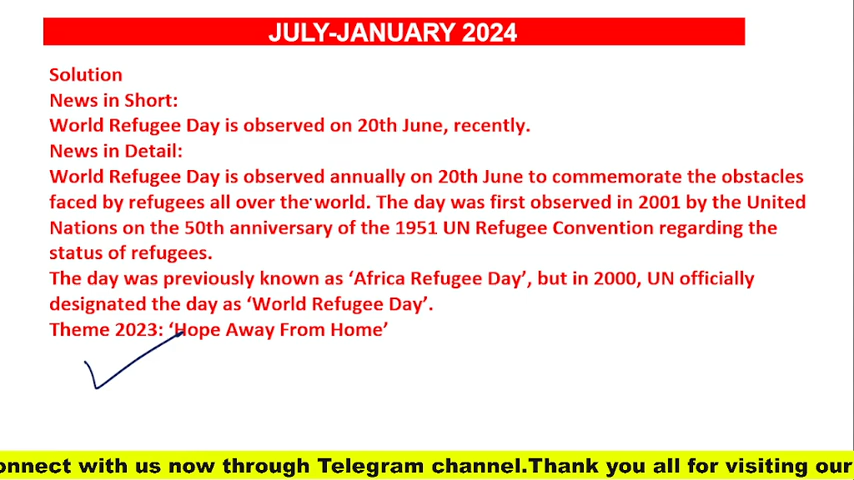 JULY-JANUARY 2024
Solution
News in Short:
World Refugee Day is observed on 20th June, recently.
News in Detail:
World Refugee Day is observed annually on 20th June to commemorate the obstacles
faced by refugees all over the world. The day was first observed in 2001 by the United
Nations on the 50th anniversary of the 1951 UN Refugee Convention regarding the
status of refugees.
The day was previously known as ‘Africa Refugee Day’, but in 2000, UN officially
designated the day as ‘World Refugee Day’.
Theme 2023: ‘Hope Away From Home’
onnect with us now through Telegram channel.Thank you all for visiting our